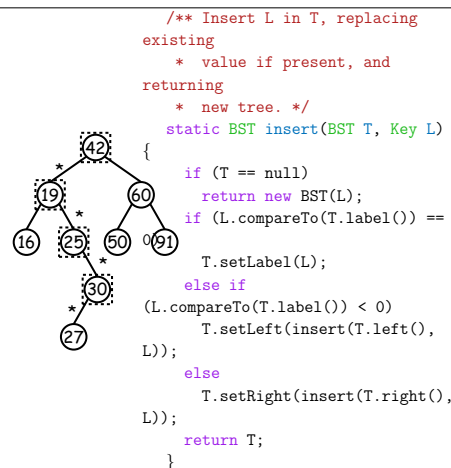 /** Insert L in T, replacing
existing
* value if present, and
returning
* new tree. */
static BST insert(BST T, Key L)
{
if (T == null)
return new BST(L);
if (L.compareTo(T.label()) ==
0)
T.setLabel(L);
else if
(L.compareTo(T.label()) < 0)
T.setLeft(insert(T.left(),
L));
else
T.setRight(insert(T.right(),
L));
return T;
}
42
*
19
60
*
16
25
50
91
*
30
*
27